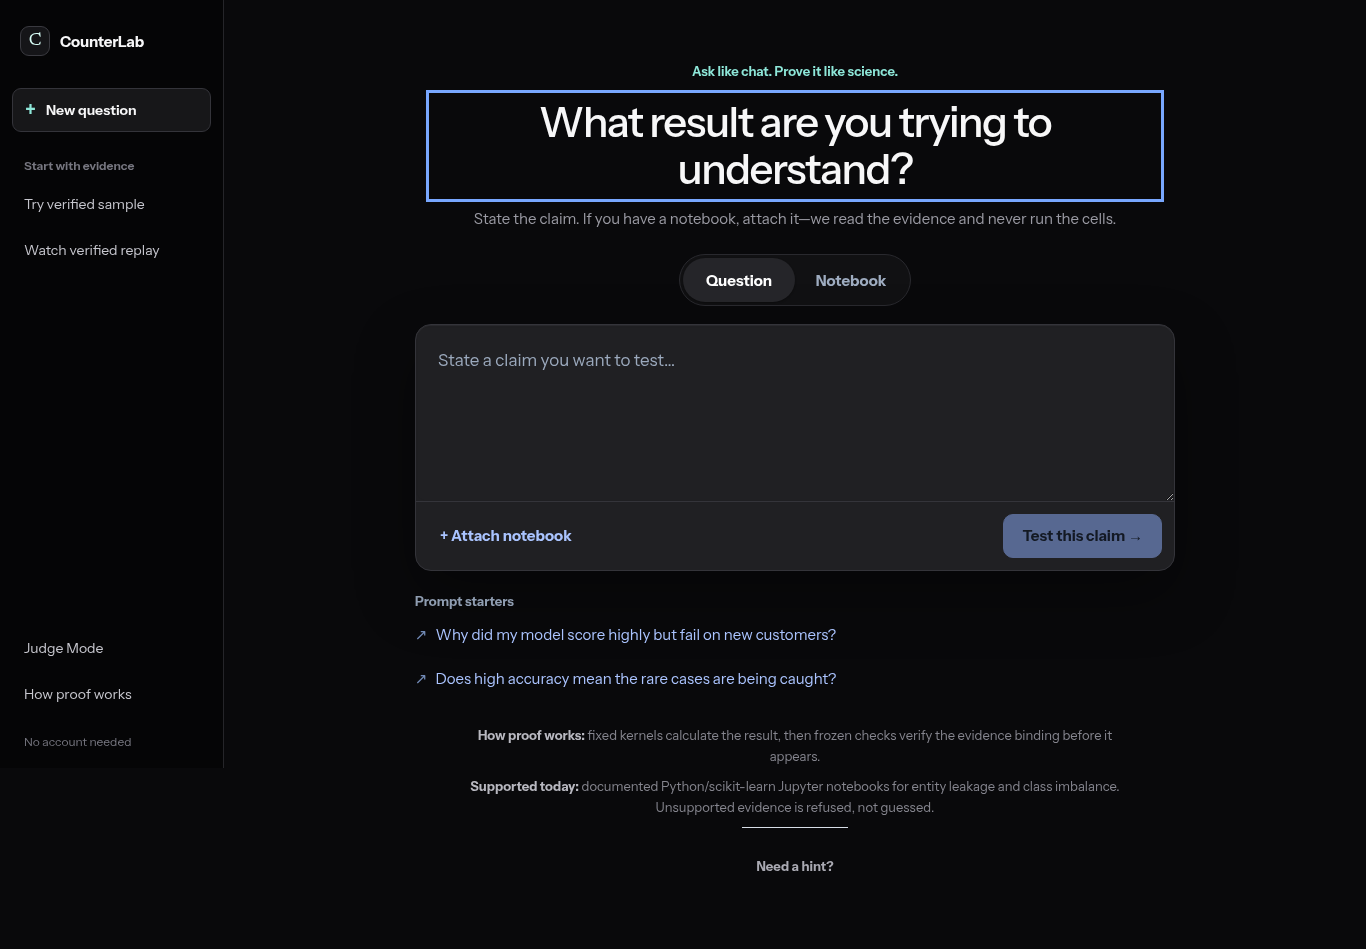 C
CounterLab
+ New question
Start with evidence
Try verified sample
Watch verified replay
Judge Mode
How proof works
No account needed
Ask like chat. Prove it like science.
What result are you trying to
understand?
State the claim. If you have a notebook, attach it—we read the evidence and never run the cells.
Question
Notebook
State a claim you want to test…
+ Attach notebook
Test this claim →
Prompt starters
↗ Why did my model score highly but fail on new customers?
↗ Does high accuracy mean the rare cases are being caught?
How proof works: fixed kernels calculate the result, then frozen checks verify the evidence binding before it
appears.
Supported today: documented Python/scikit-learn Jupyter notebooks for entity leakage and class imbalance.
Unsupported evidence is refused, not guessed.
Need a hint?